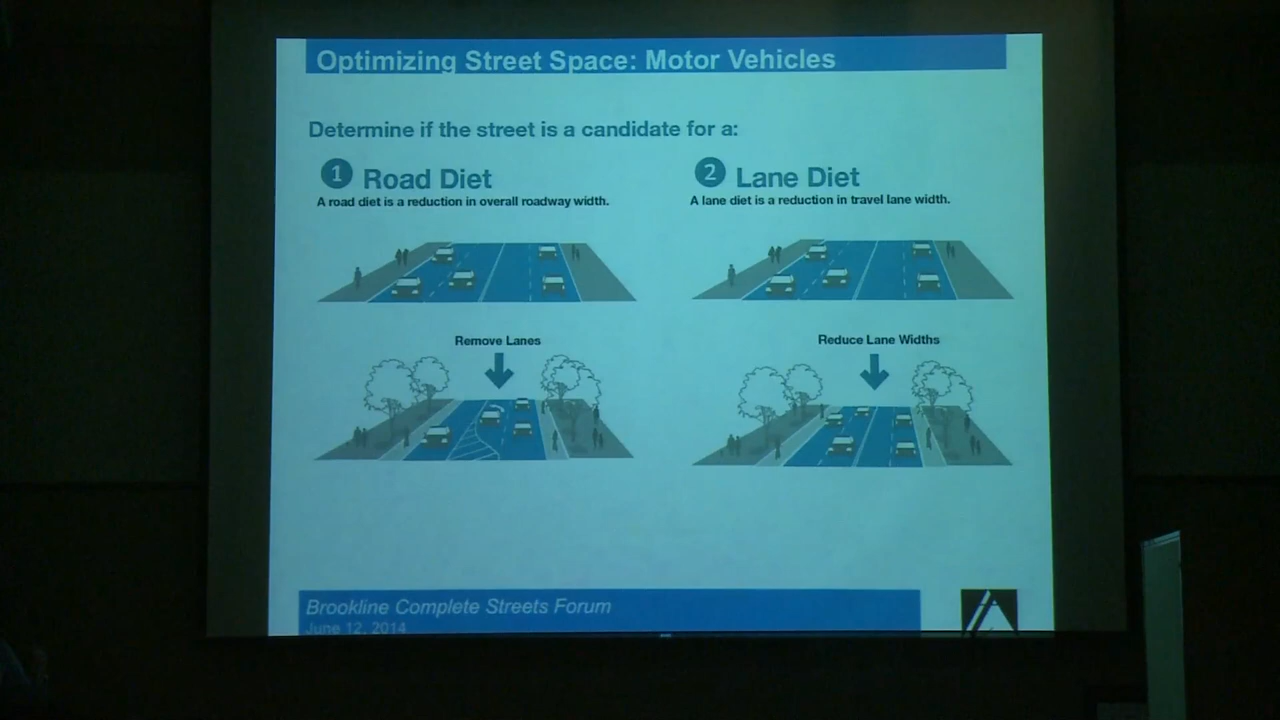 Optimizing Street Space: Motor Vehicles
Determine if the street is a candidate for a:
1 Road Diet
A road diet is a reduction in overall roadway width.
Remove Lanes
2 Lane Diet
A lane diet is a reduction in travel lane width.
Reduce Lane Widths
Brookline Complete Streets Forum
June 12, 2014